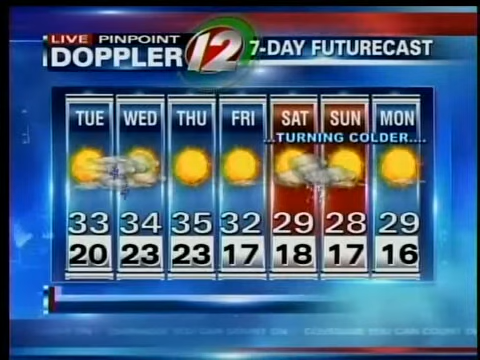 LIVE PINPOINT
DOPPLER 12 7-DAY FUTURECAST
TUE WED THU FRI SAT SUN MON
...TURNING COLDER....
33 34 35 32 29 28 29
20 23 23 17 18 17 16